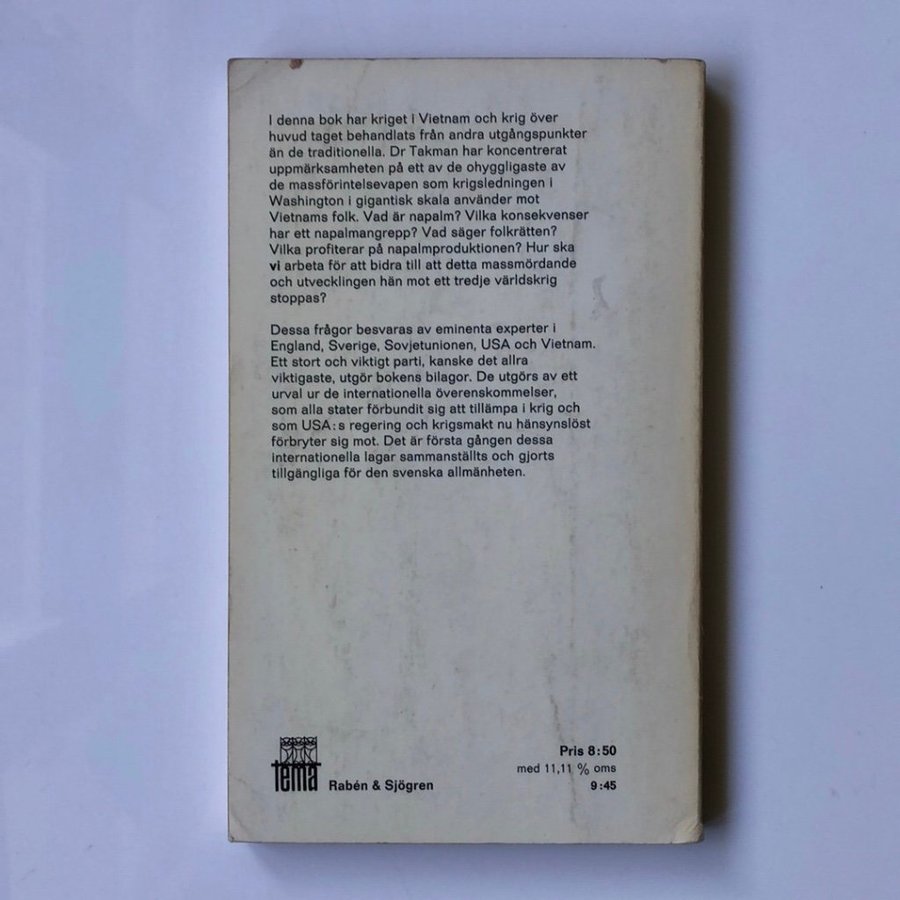 I denna bok har kriget i Vietnam och krig över
huvud taget behandlats från andra utgångspunkter
än de traditionella. Dr Takman har koncentrerat
uppmärksamheten på ett av de ohyggligaste av
de massförintelsevapen som krigsledningen i
Washington i gigantisk skala använder mot
Vietnams folk. Vad är napalm? Vilka konsekvenser
har ett napalmangrepp? Vad säger folkrätten?
Vilka profiterar på napalmproduktionen? Hur ska
vi arbeta för att bidra till att detta massmördande
och utvecklingen hän mot ett tredje världskrig
stoppas?
Dessa frågor besvaras av eminenta experter i
England, Sverige, Sovjetunionen, USA och Vietnam.
Ett stort och viktigt parti, kanske det allra
viktigaste, utgör bokens bilagor. De utgörs av ett
urval ur de internationella överenskommelser,
som alla stater förbundit sig att tillämpa i krig och
som USA:s regering och krigsmakt nu hänsynslöst
förbryter sig mot. Det är första gången dessa
internationella lagar sammanställts och gjorts
tillgängliga för den svenska allmänheten.
tema Rabén & Sjögren
Pris 8:50
med 11,11 % oms
9:45